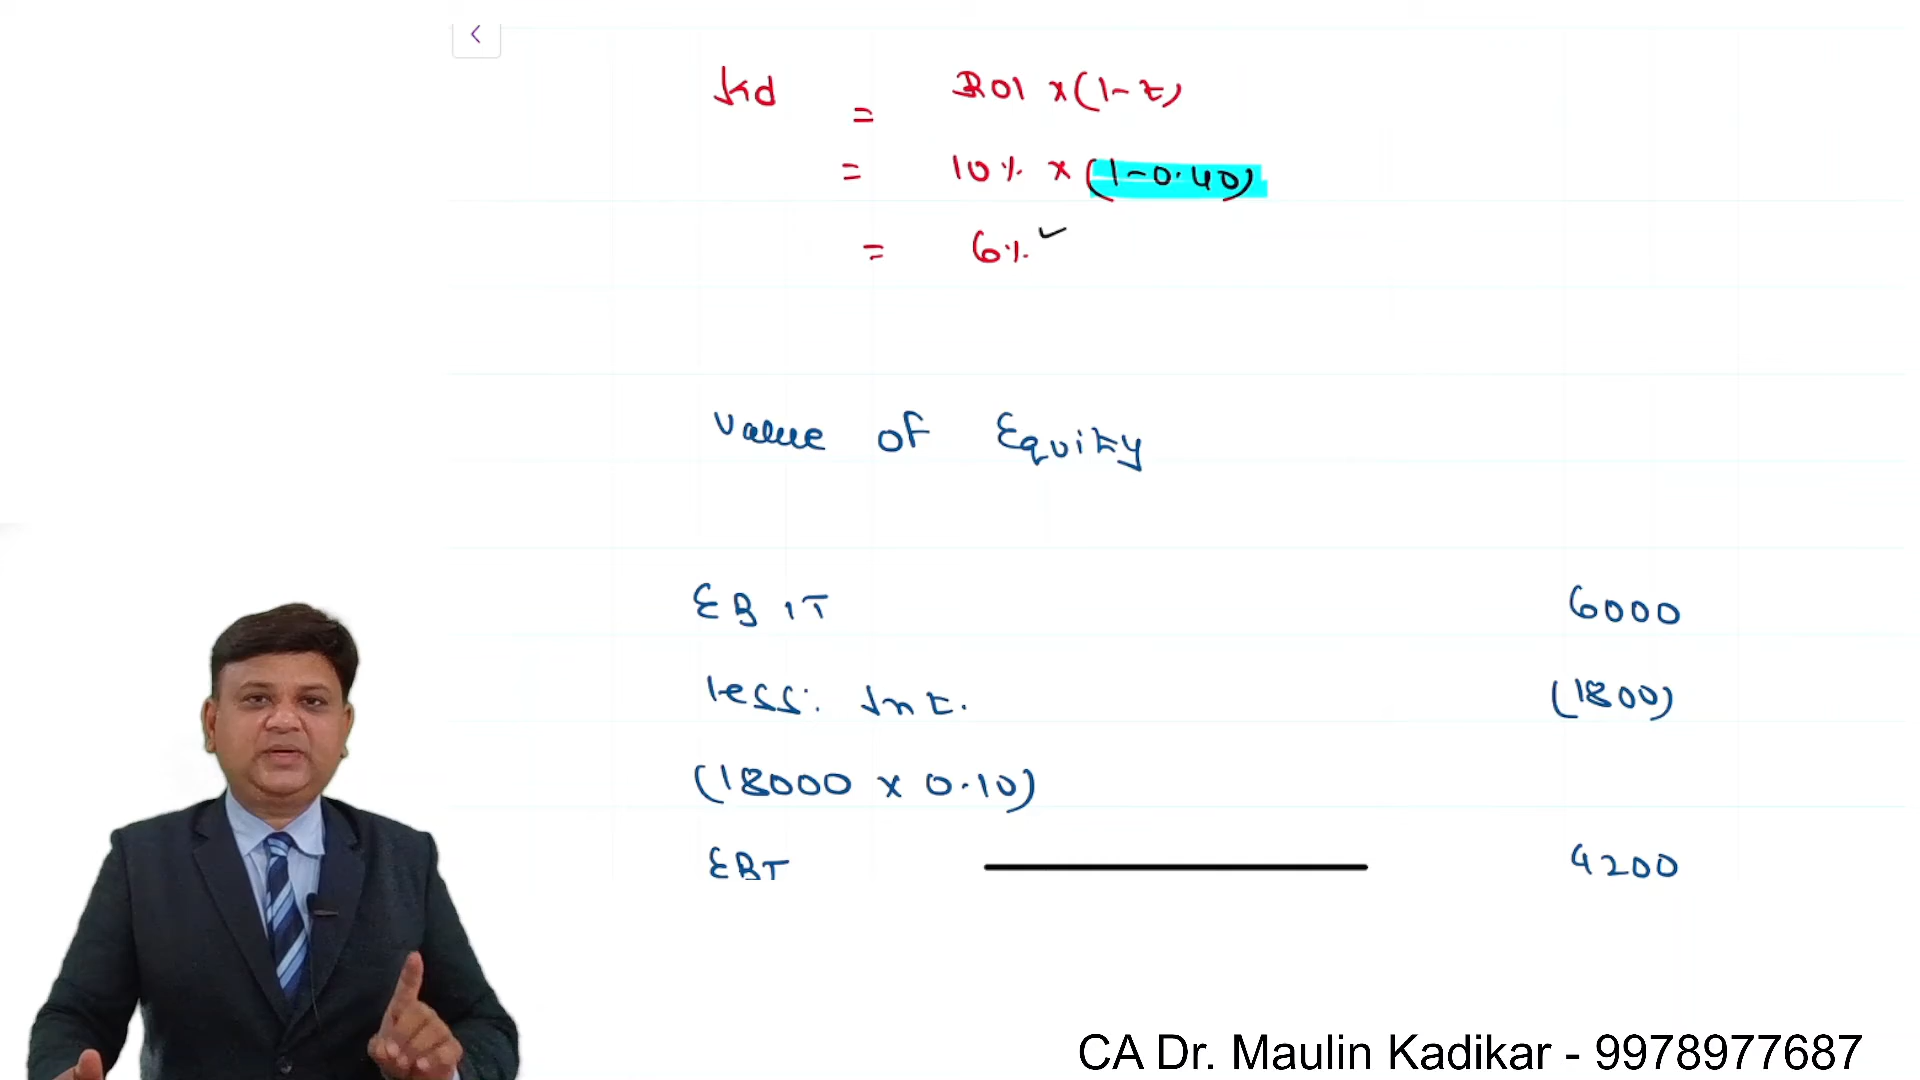 Kd = ROI x (1-t)
= 10% x (1-0.40)
= 6% ✓
Value of Equity
EBIT 6000
less: Int. (1800)
(18000 x 0.10)
EBT 4200
CA Dr. Maulin Kadikar - 9978977687